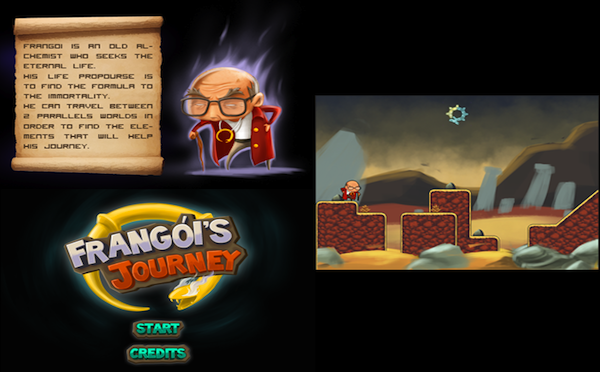 FRANGOI IS AN OLD AL-
CHEMIST WHO SEEKS THE
ETERNAL LIFE.
HIS LIFE PROPOURSE IS
TO FIND THE FORMULA TO
THE IMMORTALITY.
HE CAN TRAVEL BETWEEN
2 PARALLELS WORLDS IN
ORDER TO FIND THE ELE-
MENTS THAT WILL HELP
HIS JOURNEY.
FRANGÓI'S
JOURNEY
START
CREDITS